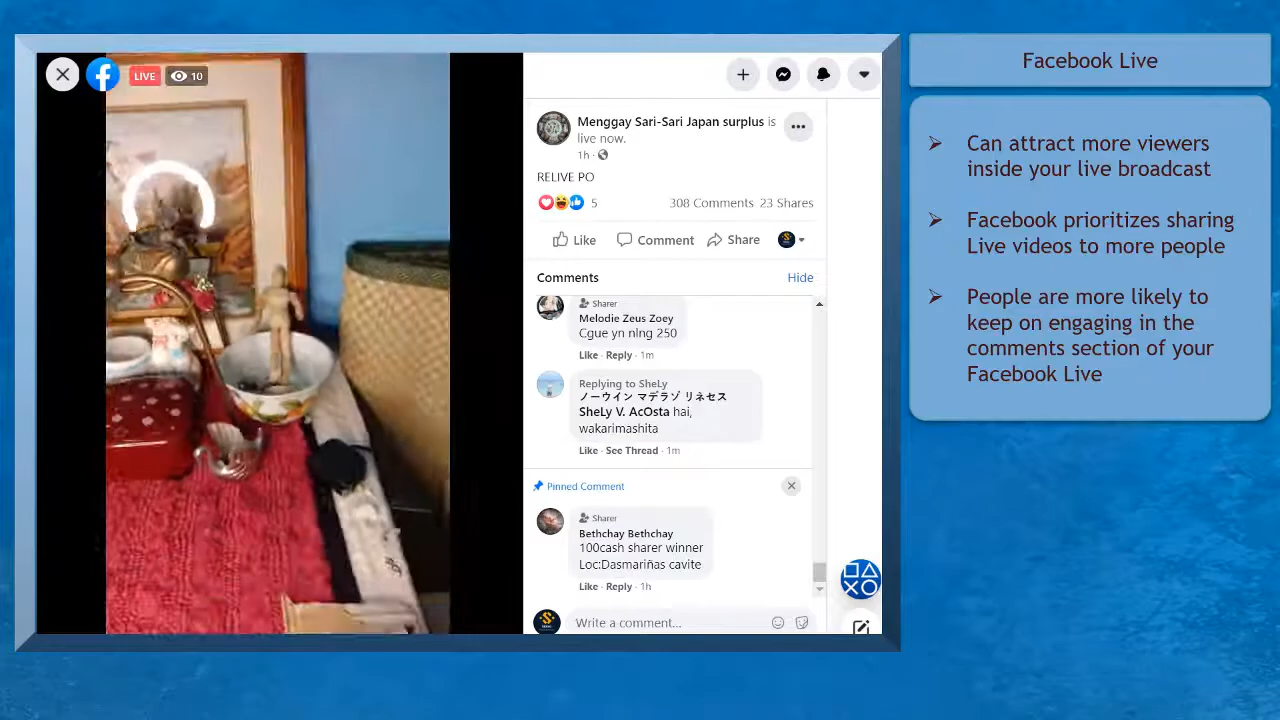 LIVE
10
Menggay Sari-Sari Japan surplus is
live now.
1h
RELIVE PO
5
308 Comments 23 Shares
Like
Comment
Share
Comments
Hide
Sharer
Melodie Zeus Zoey
Cgue yn nlng 250
Like · Reply · 1m
Replying to SheLy
ノーウイン マデラゾ リネセス
SheLy V. AcOsta hai,
wakarimashita
Like · See Thread · 1m
Pinned Comment
Sharer
Bethchay Bethchay
100cash sharer winner
Loc:Dasmariñas cavite
Like · Reply · 1h
Write a comment...
Facebook Live
Can attract more viewers
inside your live broadcast
Facebook prioritizes sharing
Live videos to more people
People are more likely to
keep on engaging in the
comments section of your
Facebook Live